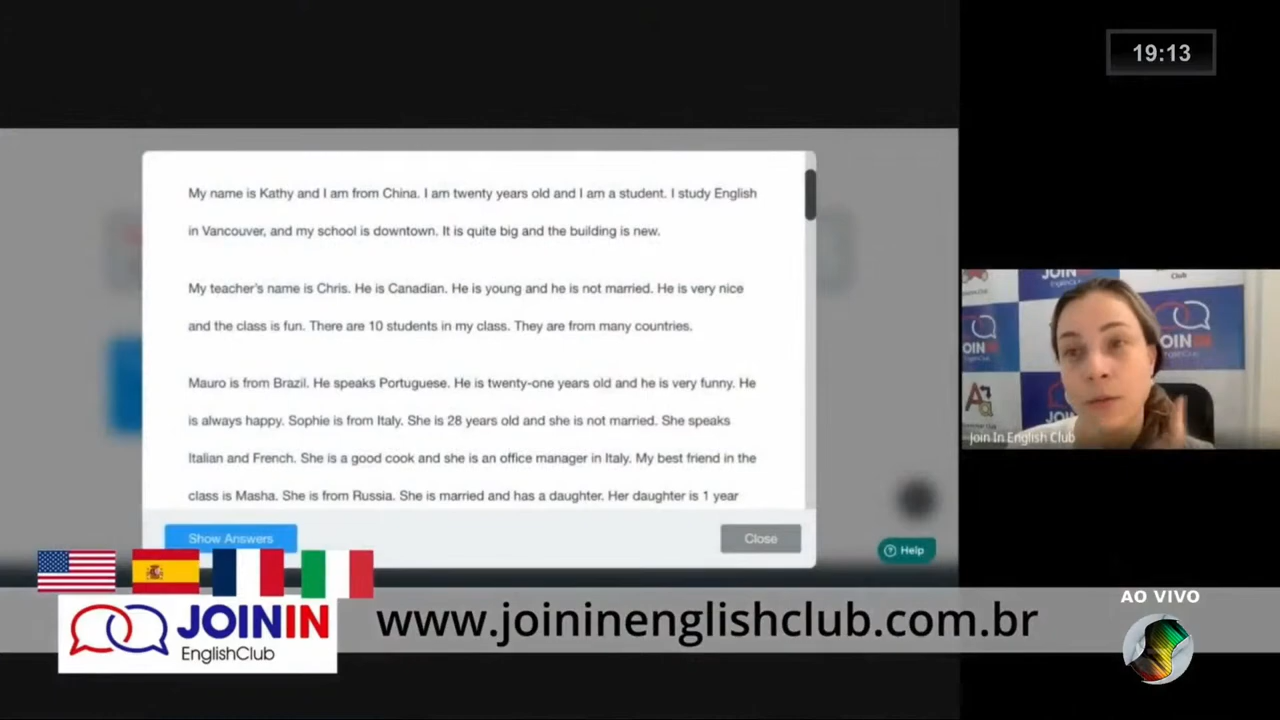 19:13
My name is Kathy and I am from China. I am twenty years old and I am a student. I study English
in Vancouver, and my school is downtown. It is quite big and the building is new.
My teacher's name is Chris. He is Canadian. He is young and he is not married. He is very nice
and the class is fun. There are 10 students in my class. They are from many countries.
Mauro is from Brazil. He speaks Portuguese. He is twenty-one years old and he is very funny. He
is always happy. Sophie is from Italy. She is 28 years old and she is not married. She speaks
Italian and French. She is a good cook and she is an office manager in Italy. My best friend in the
class is Masha. She is from Russia. She is married and has a daughter. Her daughter is 1 year
Show Answers
Close
Help
Club
JOIN
OIN
Join In English Club
AO VIVO
JOININ
EnglishClub
www.joininenglishclub.com.br